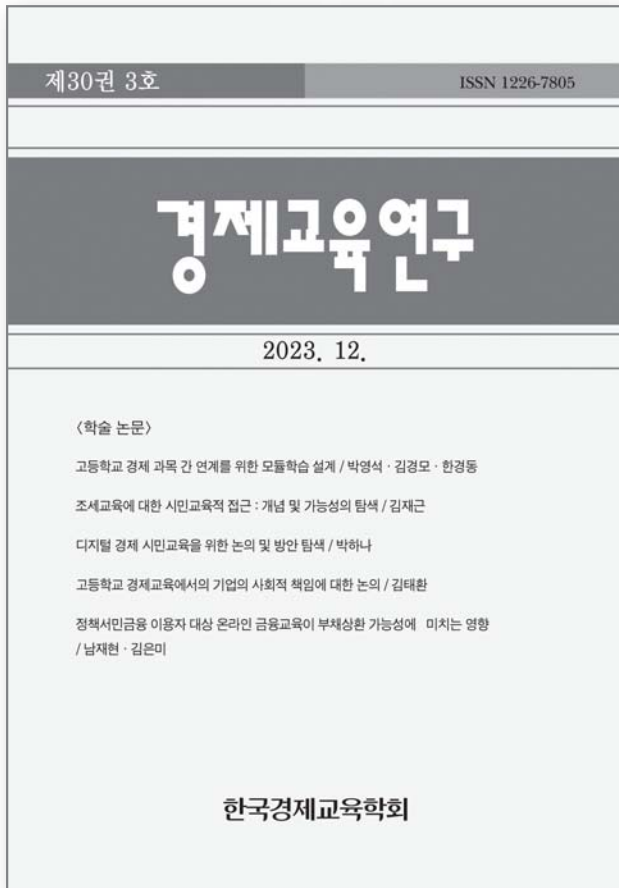 제30권 3호
ISSN 1226-7805
경제교육연구
2023. 12.
〈학술 논문〉
고등학교 경제 과목 간 연계를 위한 모듈학습 설계 / 박영석 · 김경모 · 한경동
조세교육에 대한 시민교육적 접근 : 개념 및 가능성의 탐색 / 김재근
디지털 경제 시민교육을 위한 논의 및 방안 탐색 / 박하나
고등학교 경제교육에서의 기업의 사회적 책임에 대한 논의 / 김태환
정책서민금융 이용자 대상 온라인 금융교육이 부채상환 가능성에 미치는 영향
/ 남재현 · 김은미
한국경제교육학회